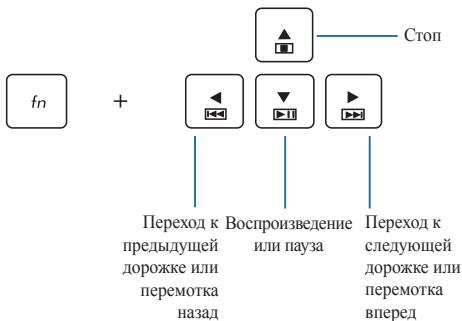 Стоп
fn +
Переход к
предыдущей
дорожке или
перемотка
назад
Воспроизведение
или пауза
Переход к
следующей
дорожке или
перемотка
вперед